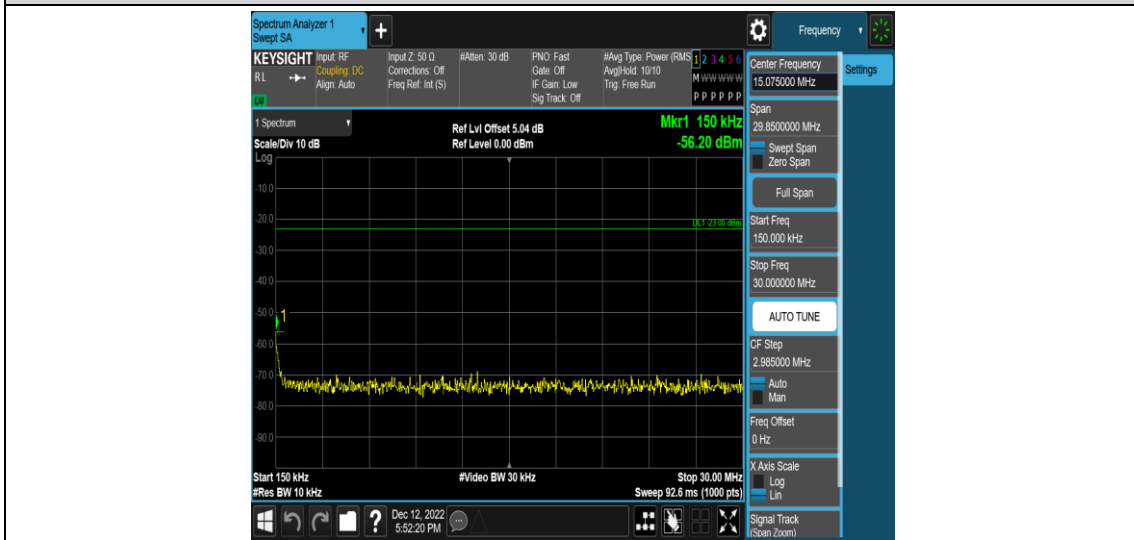 Spectrum Analyzer 1
Swept SA
+
Frequency
KEYSIGHT
RL
LXI
Input: RF
Coupling: DC
Align: Auto
Input Z: 50 Ω
Corrections: Off
Freq Ref: Int (S)
#Atten: 30 dB
PNO: Fast
Gate: Off
IF Gain: Low
Sig Track: Off
#Avg Type: Power (RMS
Avg|Hold: 10/10
Trig: Free Run
1 2 3 4 5 6
M W W W W W
P P P P P P
1 Spectrum
Scale/Div 10 dB
Log
Ref Lvl Offset 5.04 dB
Ref Level 0.00 dBm
Mkr1 150 kHz
-56.20 dBm
-10.0
-20.0
DL1 -23.00 dBm
-30.0
-40.0
-50.0
1
-60.0
-70.0
-80.0
-90.0
Start 150 kHz
#Video BW 30 kHz
Stop 30.00 MHz
#Res BW 10 kHz
Sweep 92.6 ms (1000 pts)
?
Dec 12, 2022
5:52:20 PM
Center Frequency
15.075000 MHz
Settings
Span
29.8500000 MHz
Swept Span
Zero Span
Full Span
Start Freq
150.000 kHz
Stop Freq
30.000000 MHz
AUTO TUNE
CF Step
2.985000 MHz
Auto
Man
Freq Offset
0 Hz
X Axis Scale
Log
Lin
Signal Track
(Span Zoom)